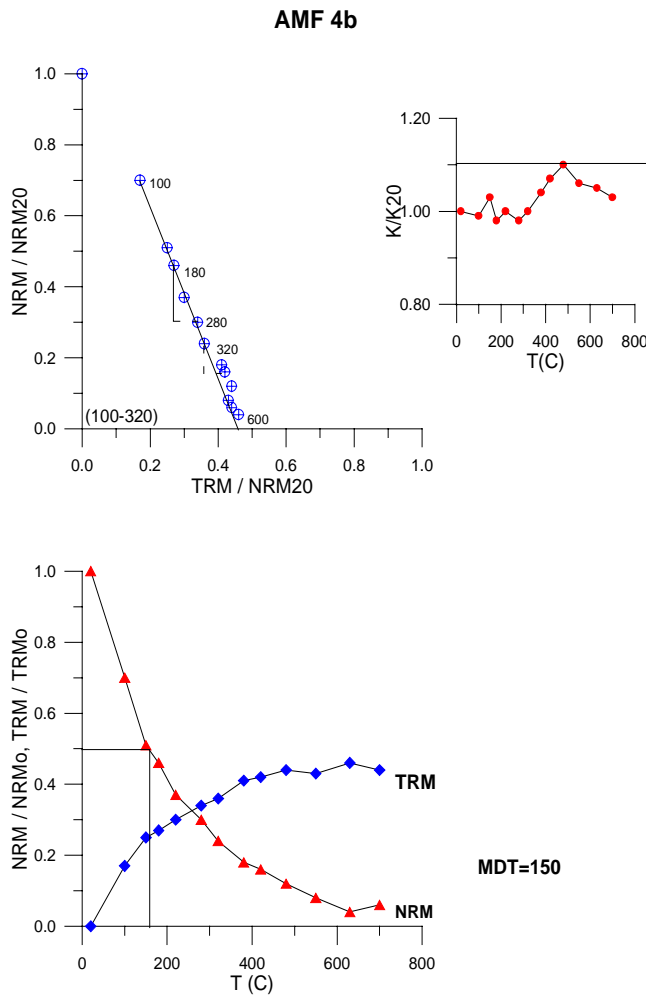 AMF 4b
1.0
0.8
0.6
0.4
0.2
0.0
NRM / NRM20
100
180
280
320
600
(100-320)
0.0 0.2 0.4 0.6 0.8 1.0
TRM / NRM20
1.20
1.00
0.80
K/K20
0 200 400 600 800
T(C)
1.0
0.8
0.6
0.4
0.2
0.0
NRM / NRMo, TRM / TRMo
TRM
NRM
MDT=150
0 200 400 600 800
T (C)